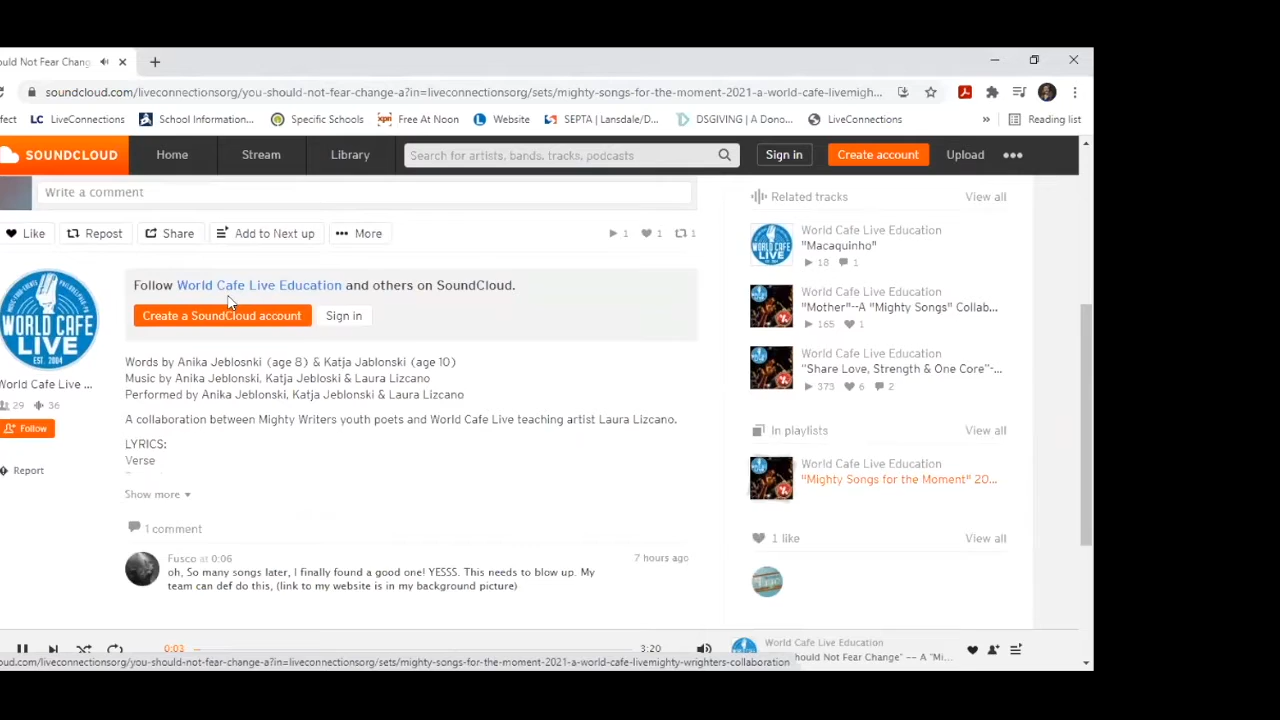 ould Not Fear Chang
soundcloud.com/liveconnectionsorg/you-should-not-fear-change-a?in=liveconnectionsorg/sets/mighty-songs-for-the-moment-2021-a-world-cafe-livemigh...
fect LiveConnections School Information... Specific Schools Free At Noon Website SEPTA | Lansdale/D... DSGIVING | A Dono... LiveConnections » Reading list
SOUNDCLOUD Home Stream Library Search for artists, bands, tracks, podcasts Sign in Create account Upload
Write a comment
Like Repost Share Add to Next up More 1 1 1
Follow World Cafe Live Education and others on SoundCloud.
Create a SoundCloud account Sign in
WORLD CAFE
LIVE
EST. 2004
World Cafe Live ...
29 36
Follow
Report
Words by Anika Jeblosnki (age 8) & Katja Jablonski (age 10)
Music by Anika Jeblonski, Katja Jebloski & Laura Lizcano
Performed by Anika Jeblonski, Katja Jeblonski & Laura Lizcano
A collaboration between Mighty Writers youth poets and World Cafe Live teaching artist Laura Lizcano.
LYRICS:
Verse
Show more
1 comment
Fusco at 0:06 7 hours ago
oh, So many songs later, I finally found a good one! YESSS. This needs to blow up. My
team can def do this, (link to my website is in my background picture)
Related tracks View all
World Cafe Live Education
"Macaquinho"
18 1
World Cafe Live Education
"Mother"--A "Mighty Songs" Collab...
165 1
World Cafe Live Education
"Share Love, Strength & One Core"-...
373 6 2
In playlists View all
World Cafe Live Education
"Mighty Songs for the Moment" 20...
1 like View all
0:03 3:20
World Cafe Live Education
hould Not Fear Change" -- A "Mi...
oud.com/liveconnectionsorg/you-should-not-fear-change-a?in=liveconnectionsorg/sets/mighty-songs-for-the-moment-2021-a-world-cafe-livemighty-wrighters-collaboration